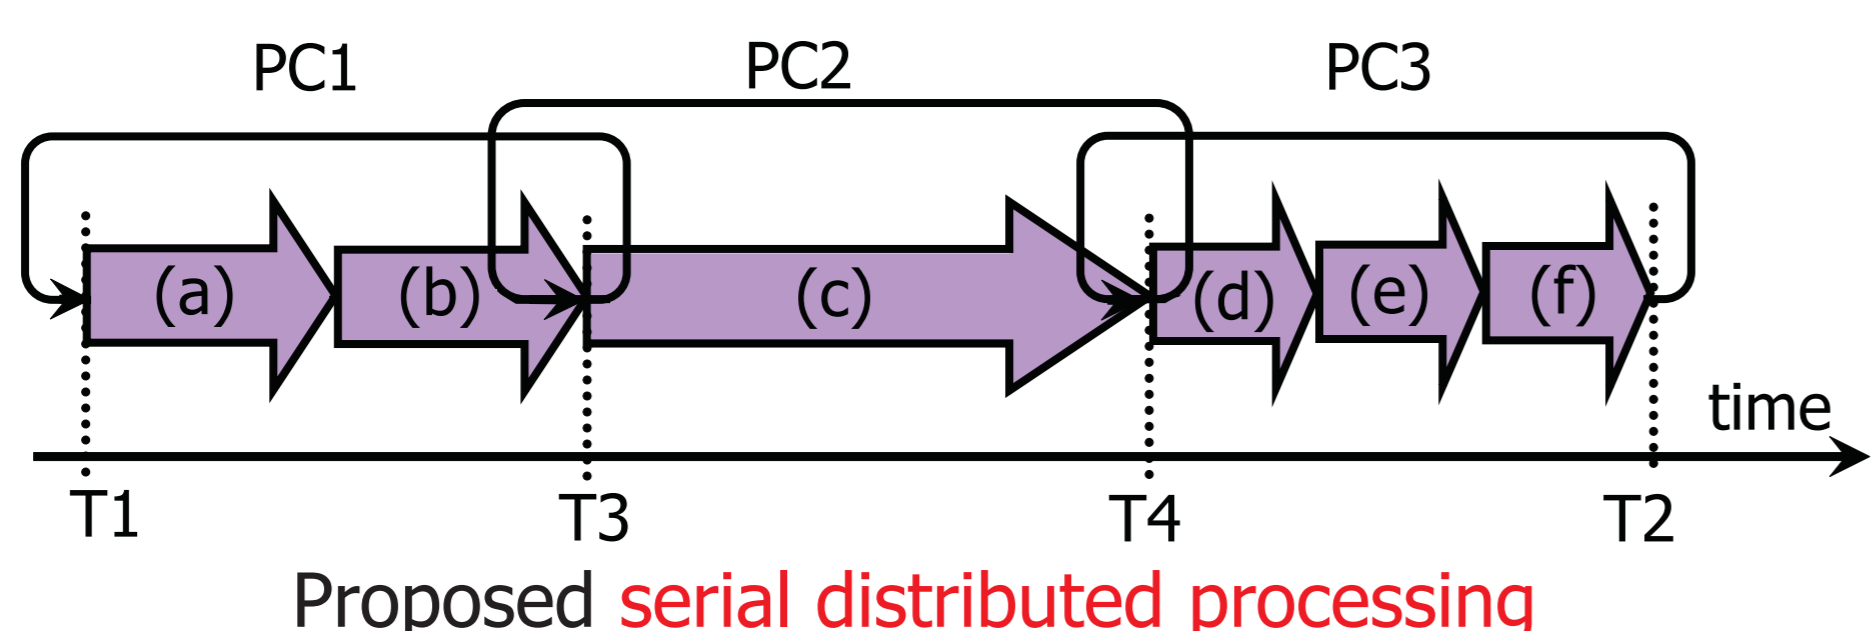 PC1 PC2 PC3
(a) (b) (c) (d) (e) (f)
time
T1 T3 T4 T2
Proposed serial distributed processing